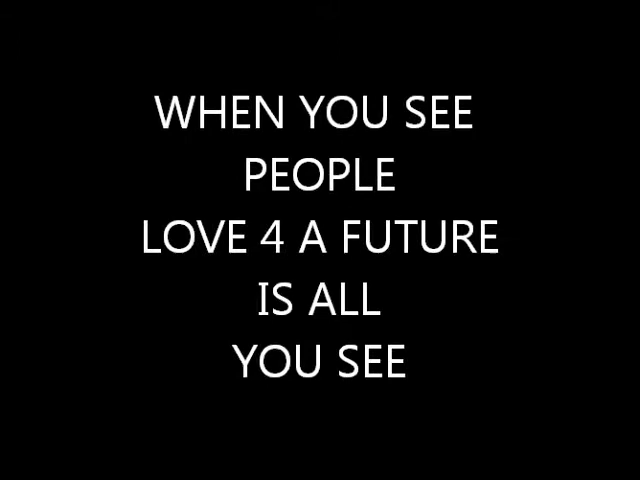 WHEN YOU SEE
PEOPLE
LOVE 4 A FUTURE
IS ALL
YOU SEE